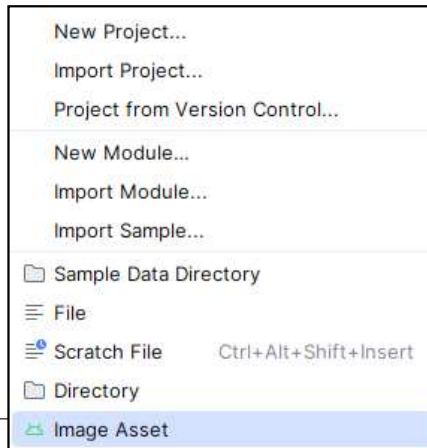 New Project...
Import Project...
Project from Version Control...
New Module...
Import Module...
Import Sample...
Sample Data Directory
File
Scratch File Ctrl+Alt+Shift+Insert
Directory
Image Asset